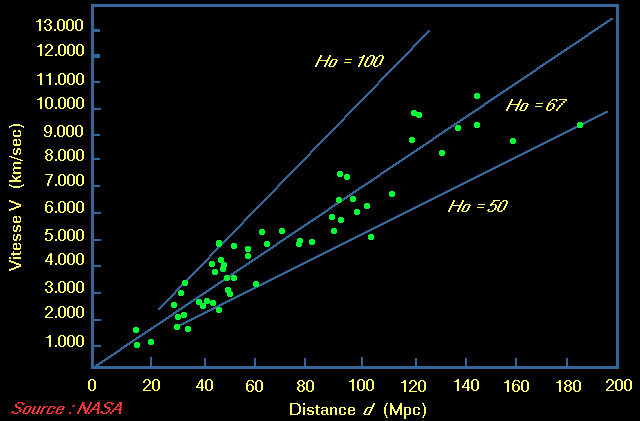 13.000
12.000
11.000
10.000
9.000
8.000
7.000
6.000
5.000
4.000
3.000
2.000
1.000
Vitesse V (km/sec)
Ho = 100
Ho = 67
Ho = 50
0 20 40 60 80 100 120 140 160 180 200
Distance d (Mpc)
Source : NASA